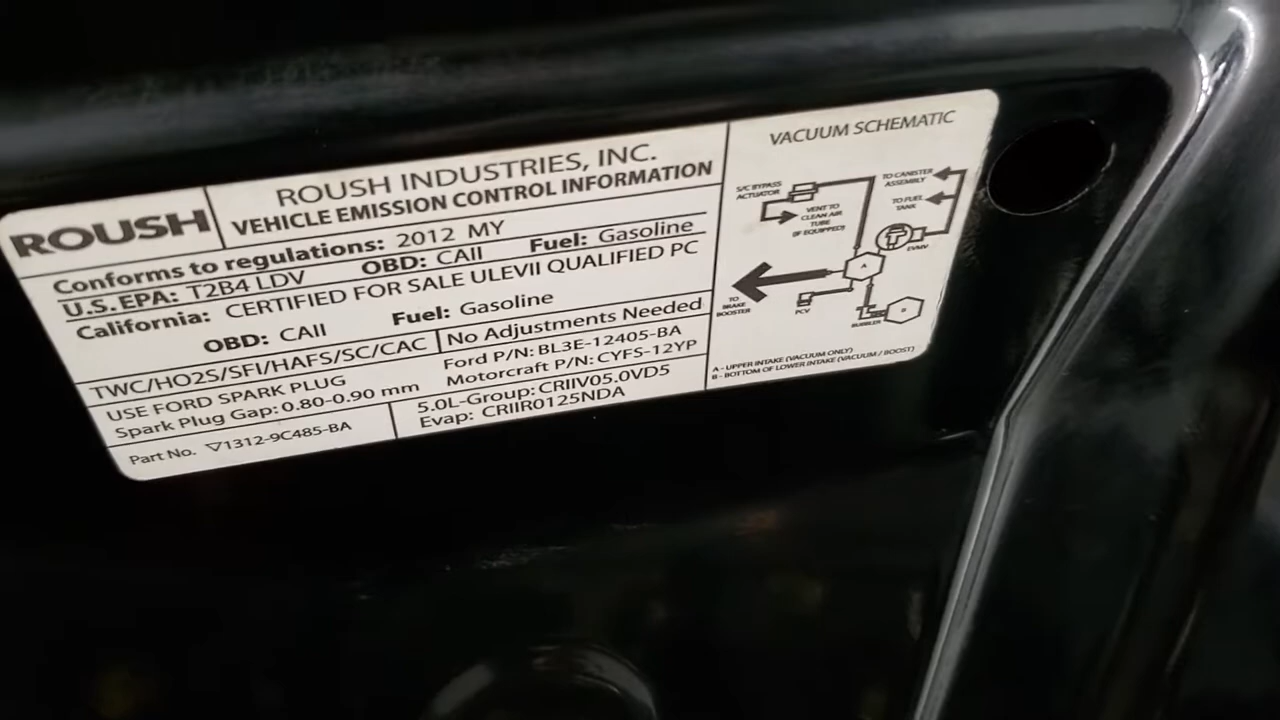 ROUSH
ROUSH INDUSTRIES, INC.
VEHICLE EMISSION CONTROL INFORMATION
Conforms to regulations: 2012 MY
U.S. EPA: T2B4 LDV OBD: CAII Fuel: Gasoline
California: CERTIFIED FOR SALE ULEVII QUALIFIED PC
OBD: CAII Fuel: Gasoline
TWC/HO2S/SFI/HAFS/SC/CAC No Adjustments Needed
USE FORD SPARK PLUG Ford P/N: BL3E-12405-BA
Spark Plug Gap: 0.80-0.90 mm Motorcraft P/N: CYFS-12YP
Part No. ▽1312-9C485-BA
5.0L-Group: CRIIV05.0VD5
Evap: CRIIR0125NDA
VACUUM SCHEMATIC
S/C BYPASS
ACTUATOR
VENT TO
CLEAN AIR
TUBE
(IF EQUIPPED)
TO CANISTER
ASSEMBLY
TO FUEL
TANK
EVMV
A
TO
BRAKE
BOOSTER
PCV
BUBBLER
B
A - UPPER INTAKE (VACUUM ONLY)
B - BOTTOM OF LOWER INTAKE (VACUUM / BOOST)